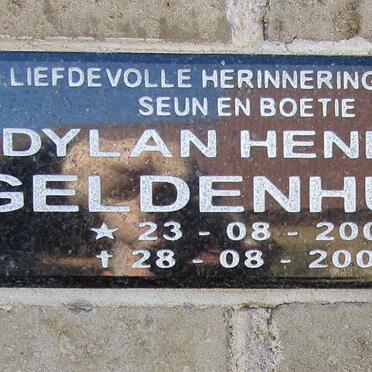 LIEFDEVOLLE HERINNERING
SEUN EN BOETIE
DYLAN HEN
GELDENHU
★ 23 - 08 - 200
✝ 28 - 08 - 200